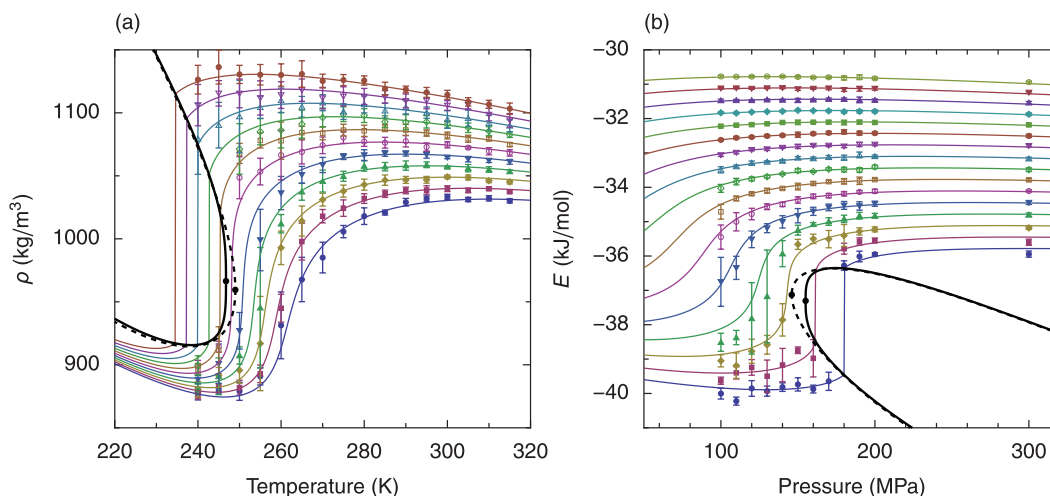 (a)
(b)
1100
1000
900
ρ (kg/m³)
220 240 260 280 300 320
Temperature (K)
−30
−32
−34
−36
−38
−40
E (kJ/mol)
100 200 300
Pressure (MPa)